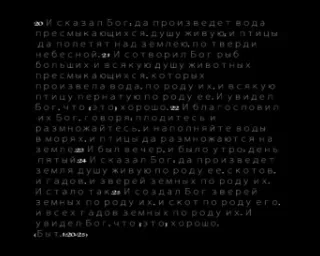 20 И сказал Бог: да произведет вода
пресмыкающихся, душу живую; и птицы
да полетят над землею, по тверди
небесной. 21 И сотворил Бог рыб
больших и всякую душу животных
пресмыкающихся, которых
произвела вода, по роду их, и всякую
птицу пернатую по роду ее. И увидел
Бог, что (это) хорошо. 22 И благословил
их Бог, говоря: плодитесь и
размножайтесь, и наполняйте воды
в морях, и птицы да размножаются на
земле. 23 И был вечер, и было утро: день
пятый. 24 И сказал Бог: да произведет
земля душу живую по роду ее, скотов,
и гадов, и зверей земных по роду их.
И стало так. 25 И создал Бог зверей
земных по роду их, и скот по роду его,
и всех гадов земных по роду их. И
увидел Бог, что (это) хорошо.
(Быт. 1:20-25)